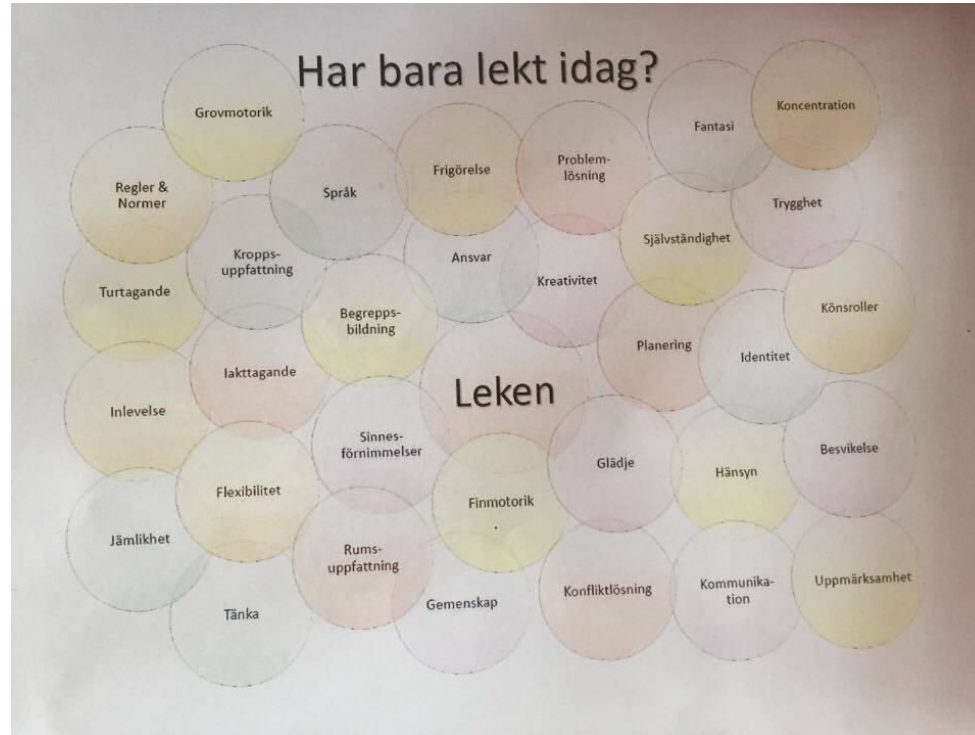 Har bara lekt idag?
Grovmotorik
Fantasi
Koncentration
Regler &
Normer
Språk
Frigörelse
Problem-
lösning
Trygghet
Kropps-
uppfattning
Ansvar
Självständighet
Turtagande
Begrepps-
bildning
Kreativitet
Könsroller
Iakttagande
Planering
Identitet
Leken
Inlevelse
Sinnes-
förnimmelser
Glädje
Hänsyn
Besvikelse
Flexibilitet
Finmotorik
Jämlikhet
Rums-
uppfattning
Konfliktlösning
Kommunika-
tion
Uppmärksamhet
Tänka
Gemenskap